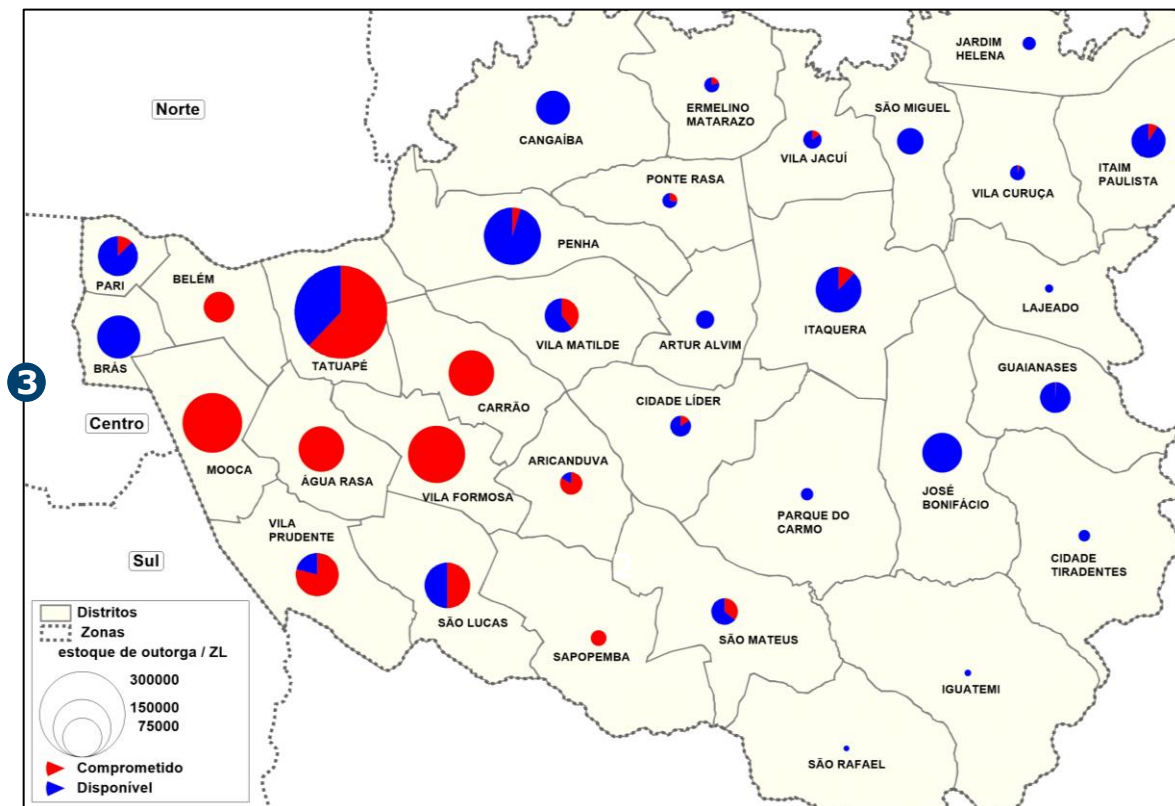 JARDIM
HELENA
Norte
ERMELINO
MATARAZO
SÃO MIGUEL
CANGAÍBA
VILA JACUÍ
ITAIM
PAULISTA
PONTE RASA
VILA CURUÇA
PENHA
PARI
BELÉM
LAJEADO
ITAQUERA
VILA MATILDE
ARTUR ALVIM
BRÁS
TATUAPÉ
GUAIANASES
3
CARRÃO
CIDADE LÍDER
Centro
MOOCA
ÁGUA RASA
VILA FORMOSA
ARICANDUVA
JOSÉ
BONIFÁCIO
PARQUE DO
CARMO
VILA
PRUDENTE
CIDADE
TIRADENTES
Sul
SÃO LUCAS
SÃO MATEUS
SAPOPEMBA
IGUATEMI
SÃO RAFAEL
Distritos
Zonas
estoque de outorga / ZL
300000
150000
75000
Comprometido
Disponível